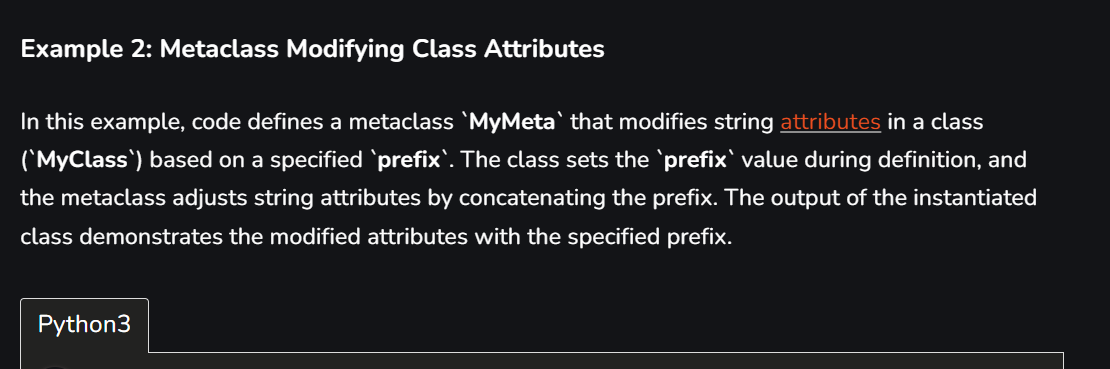 Example 2: Metaclass Modifying Class Attributes
In this example, code defines a metaclass `MyMeta` that modifies string attributes in a class
(`MyClass`) based on a specified `prefix`. The class sets the `prefix` value during definition, and
the metaclass adjusts string attributes by concatenating the prefix. The output of the instantiated
class demonstrates the modified attributes with the specified prefix.
Python3